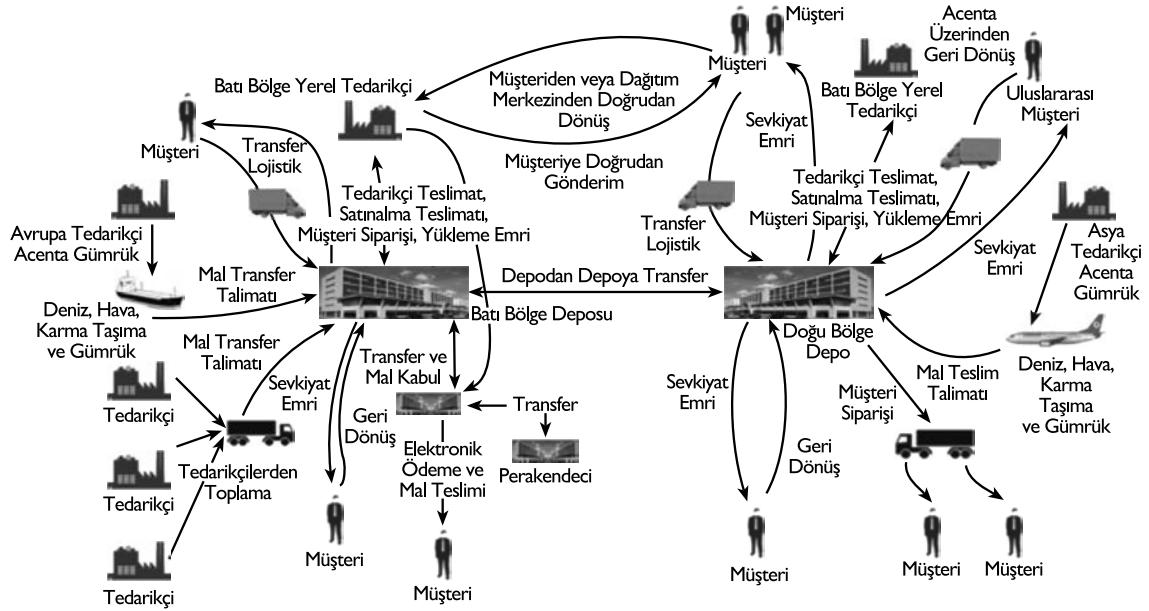 Müşteri
Müşteri
Acenta
Üzerinden
Geri Dönüş
Batı Bölge Yerel Tedarikçi
Müşteriden veya Dağıtım
Merkezinden Doğrudan
Dönüş
Batı Bölge Yerel
Tedarikçi
Uluslararası
Müşteri
Müşteri
Transfer
Lojistik
Müşteriye Doğrudan
Gönderim
Sevkiyat
Emri
Tedarikçi Teslimat,
Satınalma Teslimatı,
Müşteri Siparişi, Yükleme Emri
Tedarikçi Teslimat,
Satınalma Teslimatı,
Müşteri Siparişi, Yükleme Emri
Transfer
Lojistik
Avrupa Tedarikçi
Acenta Gümrük
Sevkiyat
Emri
Asya
Tedarikçi
Acenta
Gümrük
Mal Transfer
Talimatı
Depodan Depoya Transfer
Deniz, Hava,
Karma Taşıma
ve Gümrük
Batı Bölge Deposu
Doğu Bölge
Depo
Mal Transfer
Talimatı
Transfer ve
Mal Kabul
Sevkiyat
Emri
Sevkiyat
Emri
Mal Teslim
Talimatı
Deniz, Hava,
Karma
Taşıma
ve Gümrük
Müşteri
Siparişi
Tedarikçi
Geri
Dönüş
Transfer
Elektronik
Ödeme ve
Mal Teslimi
Perakendeci
Geri
Dönüş
Tedarikçilerden
Toplama
Tedarikçi
Müşteri
Müşteri
Müşteri
Müşteri
Müşteri
Tedarikçi